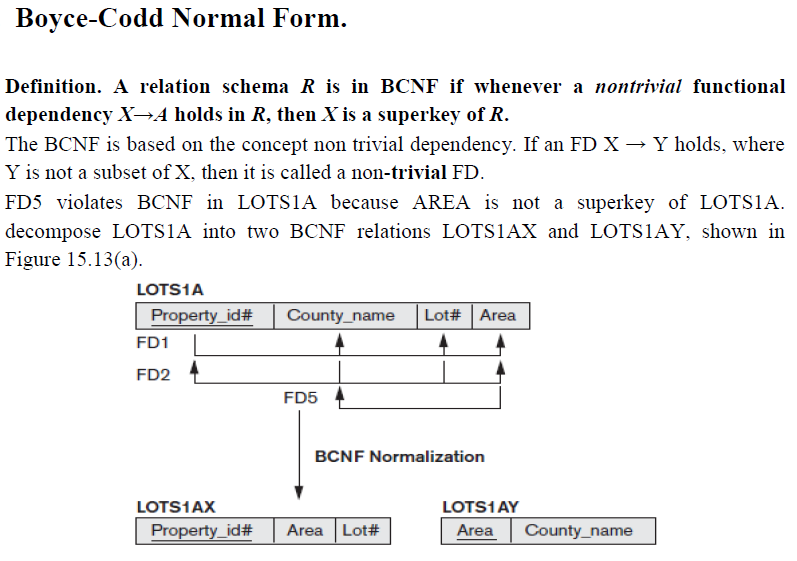 Boyce-Codd Normal Form.
Definition. A relation schema R is in BCNF if whenever a nontrivial functional
dependency X→A holds in R, then X is a superkey of R.
The BCNF is based on the concept non trivial dependency. If an FD X → Y holds, where
Y is not a subset of X, then it is called a non-trivial FD.
FD5 violates BCNF in LOTS1A because AREA is not a superkey of LOTS1A.
decompose LOTS1A into two BCNF relations LOTS1AX and LOTS1AY, shown in
Figure 15.13(a).
LOTS1A
Property_id# County_name Lot# Area
FD1
FD2
FD5
BCNF Normalization
LOTS1AX LOTS1AY
Property_id# Area Lot# Area County_name